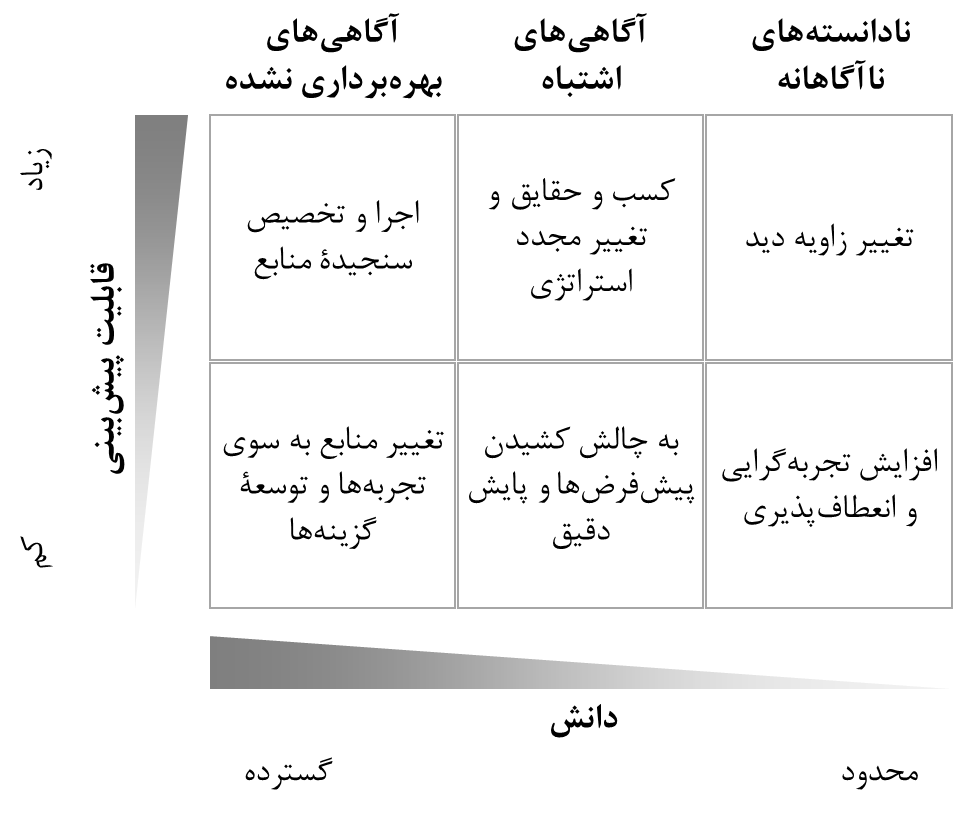 نادانسته‌های
ناآگاهانه
آگاهی‌های
اشتباه
آگاهی‌های
بهره‌برداری نشده
زیاد
قابلیت پیش‌بینی
کم
تغییر زاویه دید
کسب و حقایق و
تغییر مجدد
استراتژی
اجرا و تخصیص
سنجیدهٔ منابع
افزایش تجربه‌گرایی
و انعطاف‌پذیری
به چالش کشیدن
پیش‌فرض‌ها و پایش
دقیق
تغییر منابع به سوی
تجربه‌ها و توسعهٔ
گزینه‌ها
دانش
محدود
گسترده